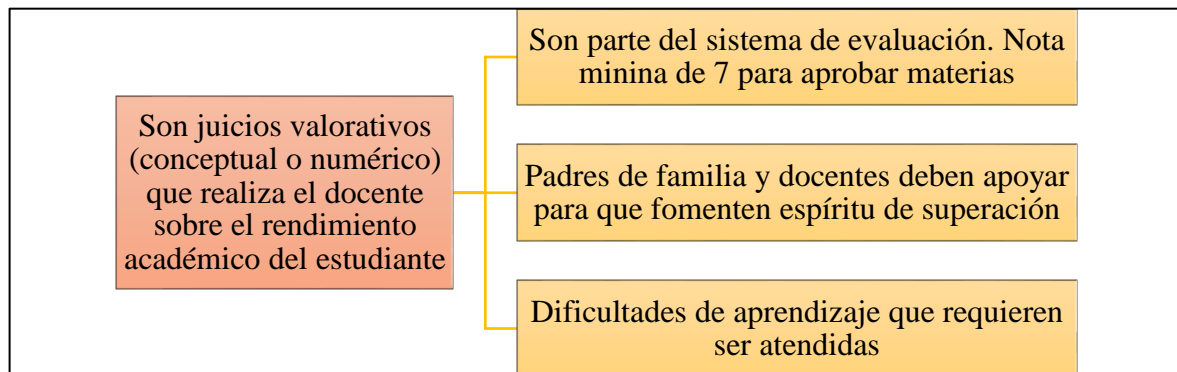 Son juicios valorativos
(conceptual o numérico)
que realiza el docente
sobre el rendimiento
académico del estudiante
Son parte del sistema de evaluación. Nota
minina de 7 para aprobar materias
Padres de familia y docentes deben apoyar
para que fomenten espíritu de superación
Dificultades de aprendizaje que requieren
ser atendidas